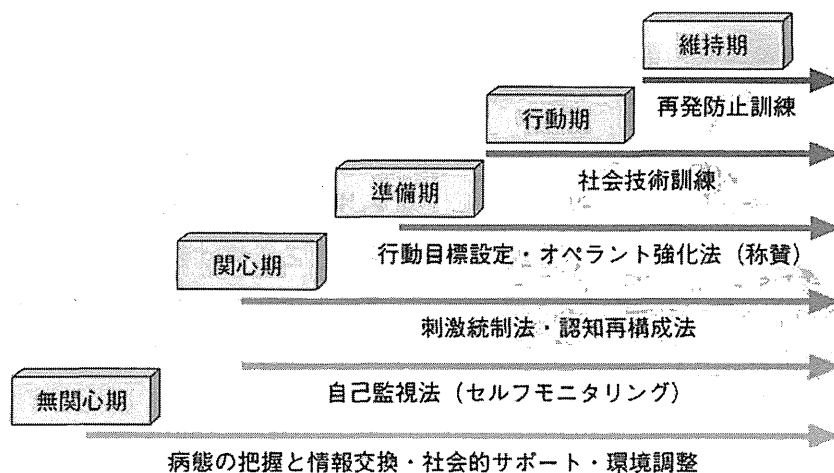 維持期
再発防止訓練
行動期
社会技術訓練
準備期
行動目標設定・オペラント強化法（称賛）
関心期
刺激統制法・認知再構成法
自己監視法（セルフモニタリング）
無関心期
病態の把握と情報交換・社会的サポート・環境調整